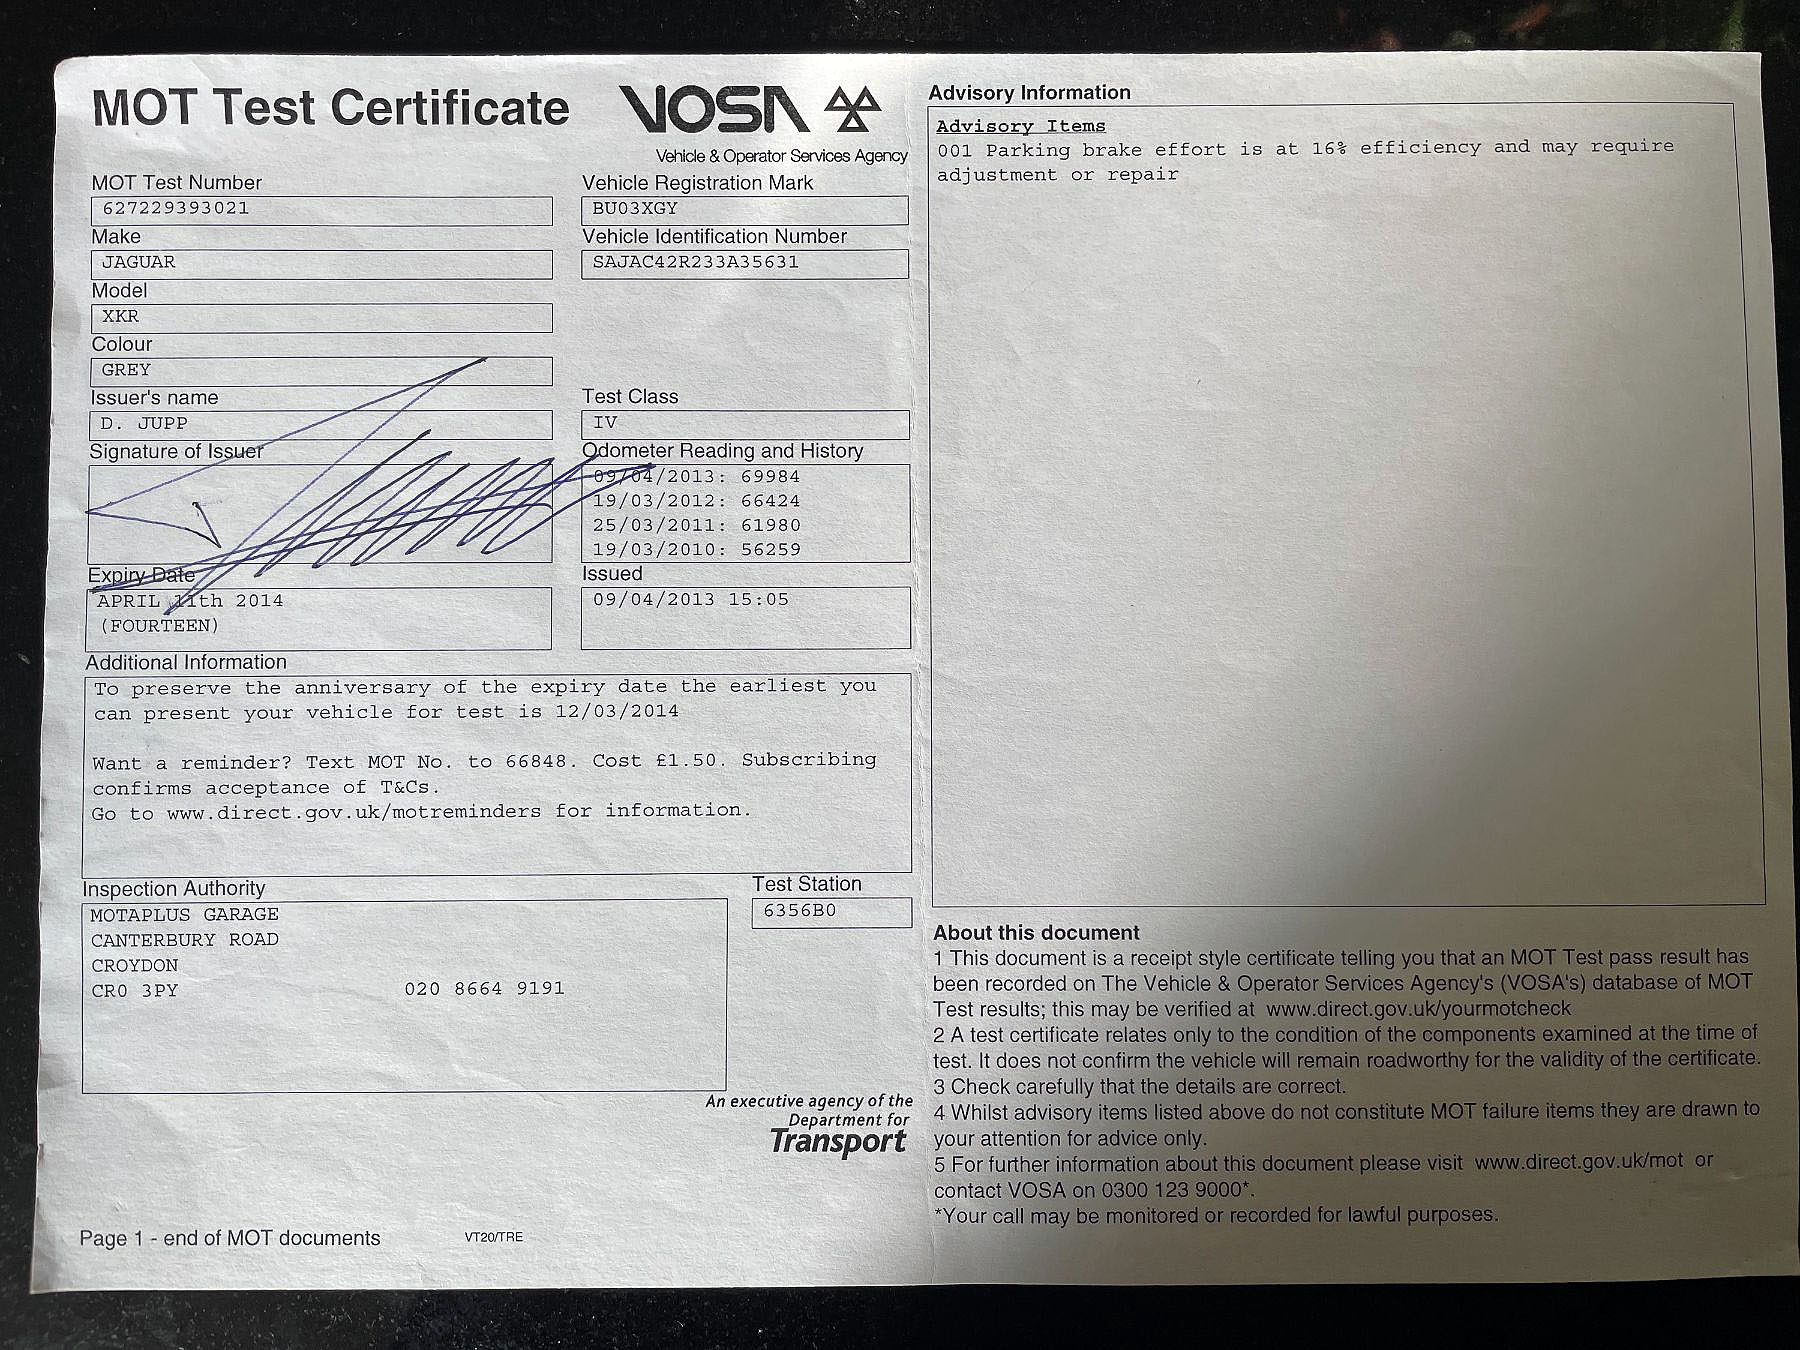 MOT Test Certificate
VOSA
Vehicle & Operator Services Agency
MOT Test Number
627229393021
Vehicle Registration Mark
BU03XGY
Make
JAGUAR
Vehicle Identification Number
SAJAC42R233A35631
Model
XKR
Colour
GREY
Issuer's name
D. JUPP
Test Class
IV
Signature of Issuer
Odometer Reading and History
09/04/2013: 69984
19/03/2012: 66424
25/03/2011: 61980
19/03/2010: 56259
Expiry Date
APRIL 11th 2014
(FOURTEEN)
Issued
09/04/2013 15:05
Additional Information
To preserve the anniversary of the expiry date the earliest you
can present your vehicle for test is 12/03/2014
Want a reminder? Text MOT No. to 66848. Cost £1.50. Subscribing
confirms acceptance of T&Cs.
Go to www.direct.gov.uk/motreminders for information.
Inspection Authority
MOTAPLUS GARAGE
CANTERBURY ROAD
CROYDON
CR0 3PY 020 8664 9191
Test Station
6356B0
An executive agency of the
Department for
Transport
Page 1 - end of MOT documents
VT20/TRE
Advisory Information
Advisory Items
001 Parking brake effort is at 16% efficiency and may require
adjustment or repair
About this document
1 This document is a receipt style certificate telling you that an MOT Test pass result has
been recorded on The Vehicle & Operator Services Agency's (VOSA's) database of MOT
Test results; this may be verified at www.direct.gov.uk/yourmotcheck
2 A test certificate relates only to the condition of the components examined at the time of
test. It does not confirm the vehicle will remain roadworthy for the validity of the certificate.
3 Check carefully that the details are correct.
4 Whilst advisory items listed above do not constitute MOT failure items they are drawn to
your attention for advice only.
5 For further information about this document please visit www.direct.gov.uk/mot or
contact VOSA on 0300 123 9000*.
*Your call may be monitored or recorded for lawful purposes.